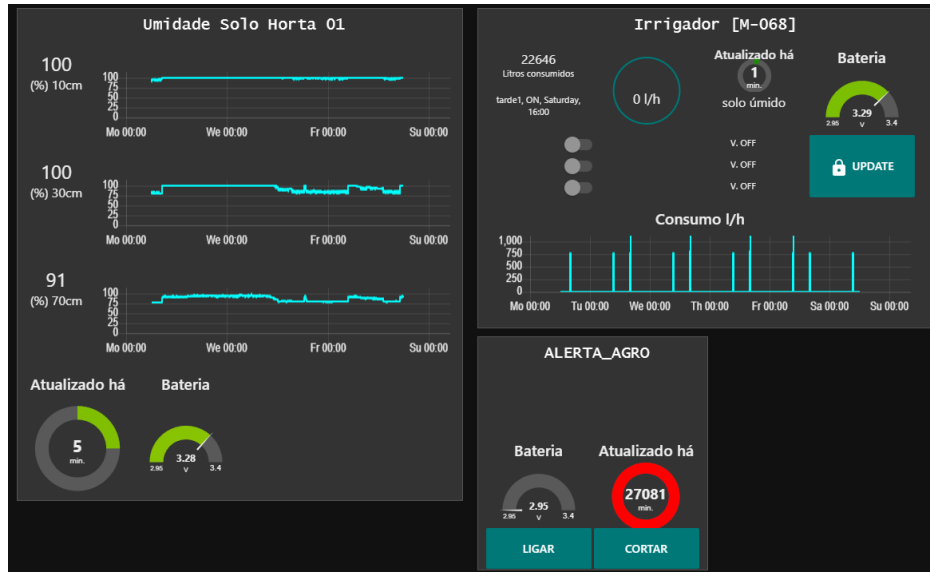 Umidade Solo Horta 01
100
(%) 10cm
100
75
50
25
0
Mo 00:00 We 00:00 Fr 00:00 Su 00:00
100
(%) 30cm
100
75
50
25
0
Mo 00:00 We 00:00 Fr 00:00 Su 00:00
91
(%) 70cm
100
75
50
25
0
Mo 00:00 We 00:00 Fr 00:00 Su 00:00
Atualizado há
5
min.
Bateria
3.28
2.95 V 3.4
Irrigador [M-068]
22646
Litros consumidos
tarde1, ON, Saturday,
16:00
0 l/h
Atualizado há
1
min.
solo úmido
Bateria
3.29
2.95 V 3.4
V. OFF
V. OFF
V. OFF
UPDATE
Consumo l/h
1,000
750
500
250
0
Mo 00:00 Tu 00:00 We 00:00 Th 00:00 Fr 00:00 Sa 00:00 Su 00:00
ALERTA_AGRO
Bateria
2.95
2.95 V 3.4
Atualizado há
27081
min.
LIGAR
CORTAR